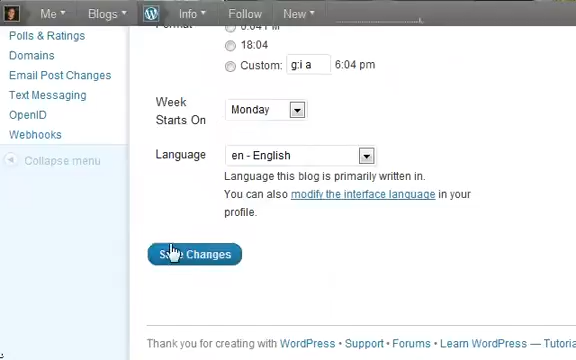 Me Blogs Info Follow New
Polls & Ratings
Domains
Email Post Changes
Text Messaging
OpenID
Webhooks
Collapse menu
18:04
Custom: g:i a 6:04 pm
Week
Starts On
Monday
Language
en - English
Language this blog is primarily written in.
You can also modify the interface language in your
profile.
Save Changes
Thank you for creating with WordPress • Support • Forums • Learn WordPress — Tutoria